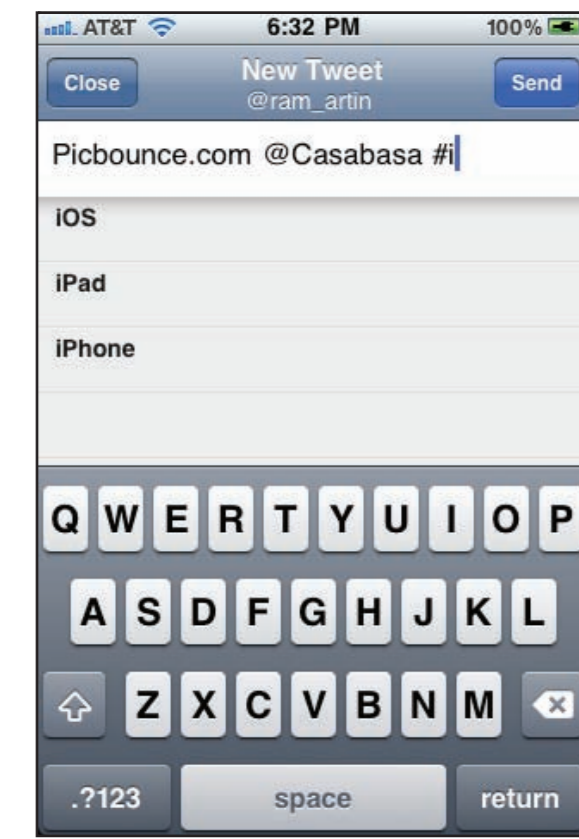 AT&T 6:32 PM 100%
Close New Tweet Send
@ram_artin
Picbounce.com @Casabasa #i
iOS
iPad
iPhone
Q W E R T Y U I O P
A S D F G H J K L
Z X C V B N M
.?123 space return